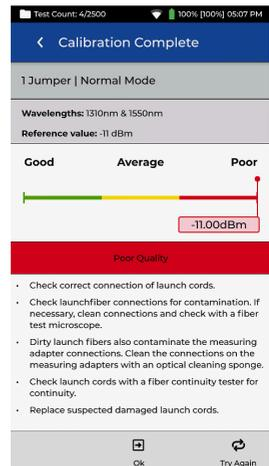 Test Count: 4/2500 100% [100%] 05:07 PM
Calibration Complete
1 Jumper | Normal Mode
Wavelengths: 1310nm & 1550nm
Reference value: -11 dBm
Good Average Poor
-11.00dBm
Poor Quality
• Check correct connection of launch cords.
• Check launchfiber connections for contamination. If
necessary, clean connections and check with a fiber
test microscope.
• Dirty launch fibers also contaminate the measuring
adapter connections. Clean the connections on the
measuring adapters with an optical cleaning sponge.
• Check launch cords with a fiber continuity tester for
continuity.
• Replace suspected damaged launch cords.
Ok Try Again